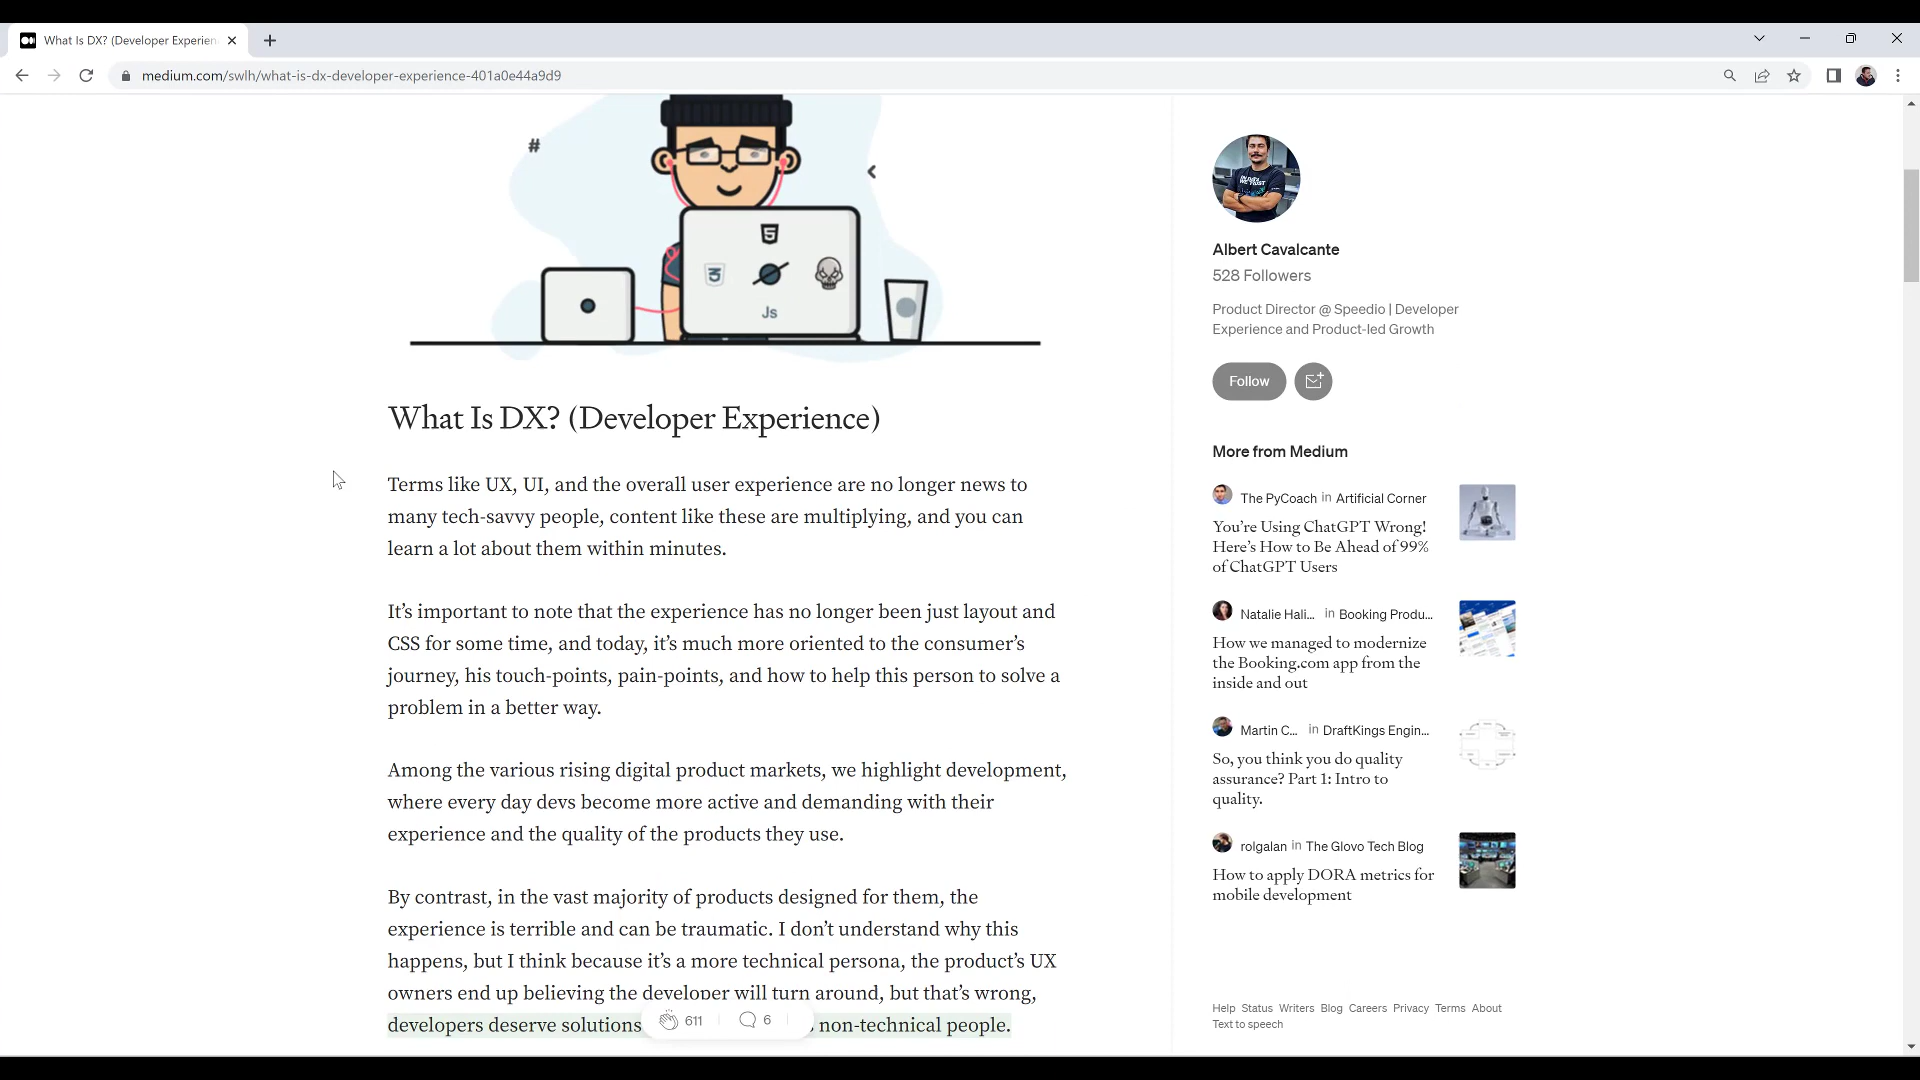 What Is DX? (Developer Experien
medium.com/swlh/what-is-dx-developer-experience-401a0e44a9d9
#
Js
What Is DX? (Developer Experience)
Terms like UX, UI, and the overall user experience are no longer news to
many tech-savvy people, content like these are multiplying, and you can
learn a lot about them within minutes.
It’s important to note that the experience has no longer been just layout and
CSS for some time, and today, it’s much more oriented to the consumer’s
journey, his touch-points, pain-points, and how to help this person to solve a
problem in a better way.
Among the various rising digital product markets, we highlight development,
where every day devs become more active and demanding with their
experience and the quality of the products they use.
By contrast, in the vast majority of products designed for them, the
experience is terrible and can be traumatic. I don’t understand why this
happens, but I think because it’s a more technical persona, the product’s UX
owners end up believing the developer will turn around, but that’s wrong,
developers deserve solutions non-technical people.
611 6
Albert Cavalcante
528 Followers
Product Director @ Speedio | Developer
Experience and Product-led Growth
Follow
More from Medium
The PyCoach in Artificial Corner
You’re Using ChatGPT Wrong!
Here’s How to Be Ahead of 99%
of ChatGPT Users
Natalie Hali... in Booking Produ...
How we managed to modernize
the Booking.com app from the
inside and out
Martin C... in DraftKings Engin...
So, you think you do quality
assurance? Part 1: Intro to
quality.
rolgalan in The Glovo Tech Blog
How to apply DORA metrics for
mobile development
Help Status Writers Blog Careers Privacy Terms About
Text to speech